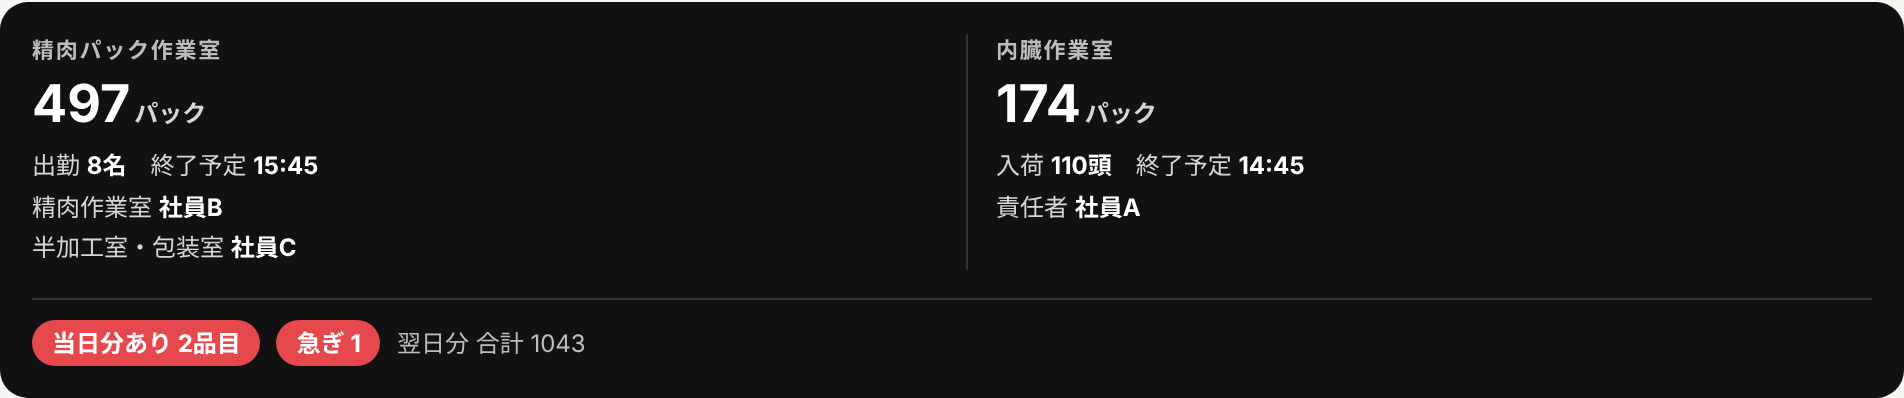 精肉パック作業室
497 パック
出勤 8名 終了予定 15:45
精肉作業室 社員B
半加工室・包装室 社員C
内臓作業室
174 パック
入荷 110頭 終了予定 14:45
責任者 社員A
当日分あり 2品目 急ぎ 1 翌日分 合計 1043